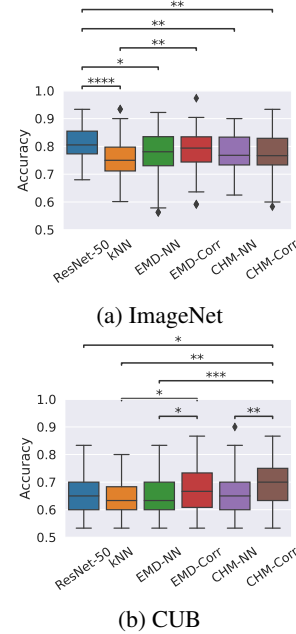 **
**
**
*
****
1.0
0.9
0.8
0.7
0.6
0.5
Accuracy
ResNet-50
kNN
EMD-NN
EMD-Corr
CHM-NN
CHM-Corr
(a) ImageNet
*
**
***
*
*
**
1.0
0.9
0.8
0.7
0.6
0.5
Accuracy
ResNet-50
kNN
EMD-NN
EMD-Corr
CHM-NN
CHM-Corr
(b) CUB